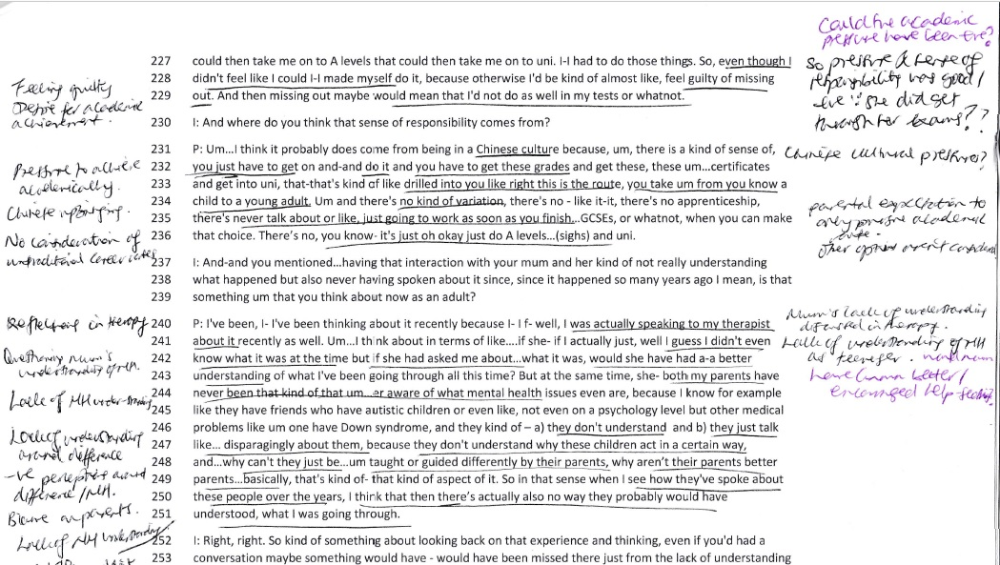 Could the academic
pressure have been +ve?
227 could then take me on to A levels that could then take me on to uni. I-I had to do those things. So, even though I
228 didn't feel like I could I-I made myself do it, because otherwise I'd be kind of almost like, feel guilty of missing
229 out. And then missing out maybe would mean that I'd not do as well in my tests or whatnot.
Feeling guilty
Desire for academic
achievement.
So pressure & sense of
responsibility was good/
+ve ∵ she did get
through her exams??
230 I: And where do you think that sense of responsibility comes from?
231 P: Um...I think it probably does come from being in a Chinese culture because, um, there is a kind of sense of,
232 you just have to get on and-and do it and you have to get these grades and get these, these um...certificates
233 and get into uni, that-that's kind of like drilled into you like right this is the route, you take um from you know a
234 child to a young adult. Um and there's no kind of variation, there's no - like it-it, there's no apprenticeship,
235 there's never talk about or like, just going to work as soon as you finish...GCSEs, or whatnot, when you can make
236 that choice. There's no, you know- it's just oh okay just do A levels...(sighs) and uni.
Pressure to achieve
academically.
Chinese upbringing.
No consideration of
untraditional career routes
Chinese cultural pressures?
parental expectation to
only pursue academic
route.
other options aren't considered
237 I: And-and you mentioned...having that interaction with your mum and her kind of not really understanding
238 what happened but also never having spoken about it since, since it happened so many years ago I mean, is that
239 something um that you think about now as an adult?
240 P: I've been, I- I've been thinking about it recently because I- I f- well, I was actually speaking to my therapist
241 about it recently as well. Um...I think about in terms of like....if she- if I actually just, well I guess I didn't even
242 know what it was at the time but if she had asked me about...what it was, would she have had a-a better
243 understanding of what I've been going through all this time? But at the same time, she- both my parents have
244 never been that kind of that um...er aware of what mental health issues even are, because I know for example
245 like they have friends who have autistic children or even like, not even on a psychology level but other medical
246 problems like um one have Down syndrome, and they kind of – a) they don't understand and b) they just talk
247 like... disparagingly about them, because they don't understand why these children act in a certain way,
248 and...why can't they just be...um taught or guided differently by their parents, why aren't their parents better
249 parents...basically, that's kind of- that kind of aspect of it. So in that sense when I see how they've spoke about
250 these people over the years, I think that then there's actually also no way they probably would have
251 understood, what I was going through.
Reflecting in therapy
Questioning mum's
understanding of MH.
Lack of MH understanding
Lack of understanding
around difference
-ve perception around
difference/MH.
Blame on parents.
Lack of MH understanding
Mum's lack of understanding
discussed in therapy.
Lack of understanding of MH
as teenager.
have known better/
encouraged help seeking?
252 I: Right, right. So kind of something about looking back on that experience and thinking, even if you'd had a
253 conversation maybe something would have - would have been missed there just from the lack of understanding